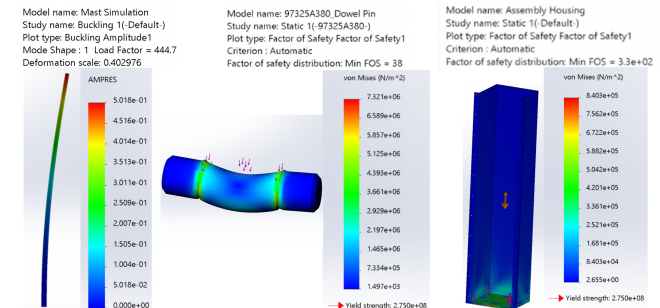 Model name: Mast Simulation
Study name: Buckling 1(-Default-)
Plot type: Buckling Amplitude1
Mode Shape : 1 Load Factor = 444.7
Deformation scale: 0.402976
AMPRES
5.018e-01
4.516e-01
4.014e-01
3.513e-01
3.011e-01
2.509e-01
2.007e-01
1.505e-01
1.004e-01
5.018e-02
0.000e+00
Model name: 97325A380_Dowel Pin
Study name: Static 1(-97325A380-)
Plot type: Factor of Safety Factor of Safety1
Criterion : Automatic
Factor of safety distribution: Min FOS = 38
von Mises (N/m^2)
7.321e+06
6.589e+06
5.857e+06
5.125e+06
4.393e+06
3.661e+06
2.929e+06
2.197e+06
1.465e+06
7.334e+05
1.497e+03
Yield strength: 2.750e+08
Model name: Assembly Housing
Study name: Static 1(-Default-)
Plot type: Factor of Safety Factor of Safety1
Criterion : Automatic
Factor of safety distribution: Min FOS = 3.3e+02
von Mises (N/m^2)
8.403e+05
7.562e+05
6.722e+05
5.882e+05
5.042e+05
4.201e+05
3.361e+05
2.521e+05
1.681e+05
8.403e+04
2.655e+00
Yield strength: 2.750e+08